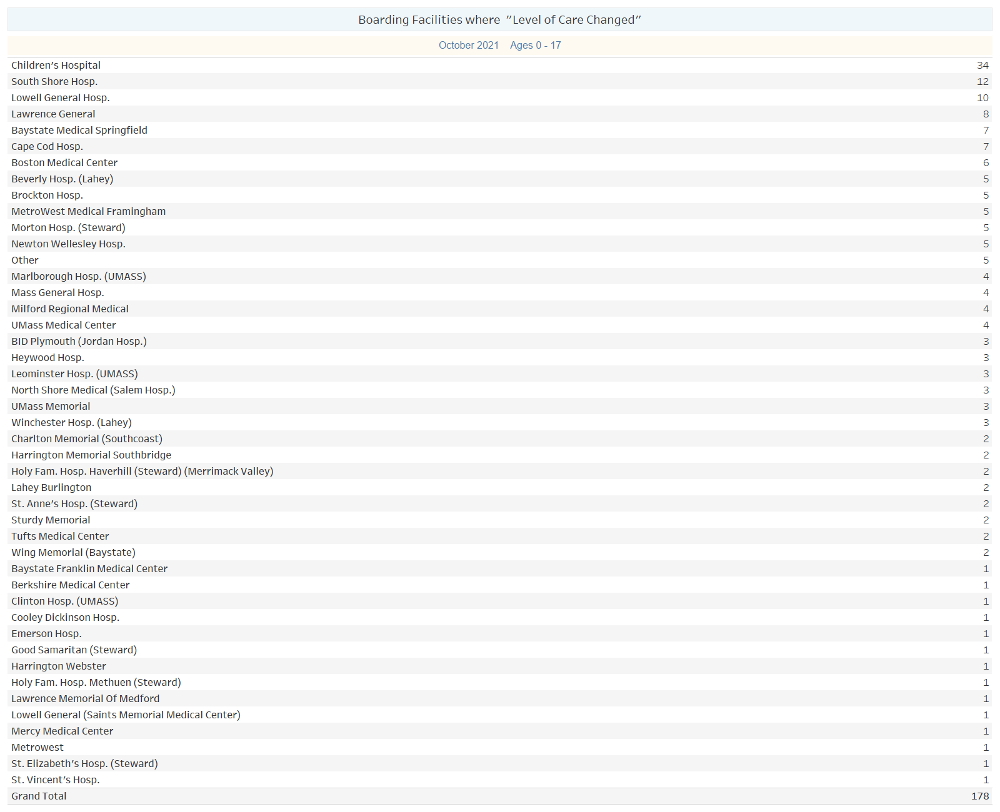 Boarding Facilities where "Level of Care Changed"
October 2021 Ages 0 - 17
Children's Hospital 34
South Shore Hosp. 12
Lowell General Hosp. 10
Lawrence General 8
Baystate Medical Springfield 7
Cape Cod Hosp. 7
Boston Medical Center 6
Beverly Hosp. (Lahey) 5
Brockton Hosp. 5
MetroWest Medical Framingham 5
Morton Hosp. (Steward) 5
Newton Wellesley Hosp. 5
Other 5
Marlborough Hosp. (UMASS) 4
Mass General Hosp. 4
Milford Regional Medical 4
UMass Medical Center 4
BID Plymouth (Jordan Hosp.) 3
Heywood Hosp. 3
Leominster Hosp. (UMASS) 3
North Shore Medical (Salem Hosp.) 3
UMass Memorial 3
Winchester Hosp. (Lahey) 3
Charlton Memorial (Southcoast) 2
Harrington Memorial Southbridge 2
Holy Fam. Hosp. Haverhill (Steward) (Merrimack Valley) 2
Lahey Burlington 2
St. Anne's Hosp. (Steward) 2
Sturdy Memorial 2
Tufts Medical Center 2
Wing Memorial (Baystate) 2
Baystate Franklin Medical Center 1
Berkshire Medical Center 1
Clinton Hosp. (UMASS) 1
Cooley Dickinson Hosp. 1
Emerson Hosp. 1
Good Samaritan (Steward) 1
Harrington Webster 1
Holy Fam. Hosp. Methuen (Steward) 1
Lawrence Memorial Of Medford 1
Lowell General (Saints Memorial Medical Center) 1
Mercy Medical Center 1
Metrowest 1
St. Elizabeth's Hosp. (Steward) 1
St. Vincent's Hosp. 1
Grand Total 178